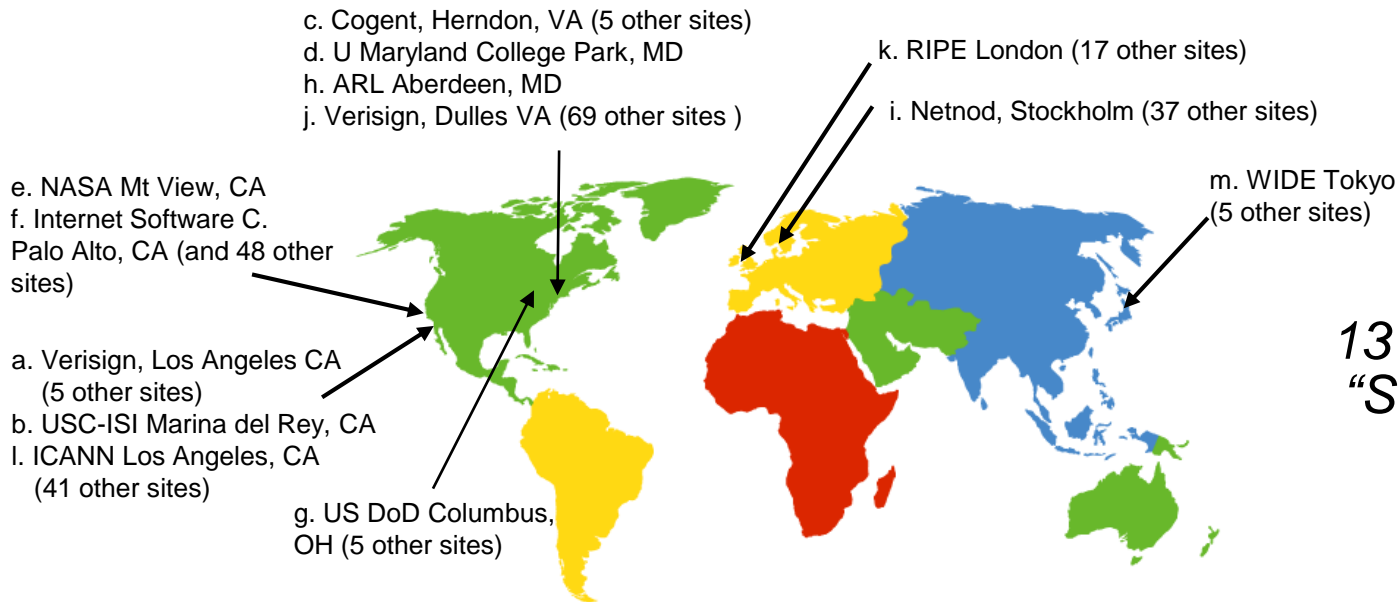 c. Cogent, Herndon, VA (5 other sites)
d. U Maryland College Park, MD
h. ARL Aberdeen, MD
j. Verisign, Dulles VA (69 other sites )
k. RIPE London (17 other sites)
i. Netnod, Stockholm (37 other sites)
e. NASA Mt View, CA
f. Internet Software C.
Palo Alto, CA (and 48 other
sites)
m. WIDE Tokyo
(5 other sites)
a. Verisign, Los Angeles CA
(5 other sites)
b. USC-ISI Marina del Rey, CA
l. ICANN Los Angeles, CA
(41 other sites)
g. US DoD Columbus,
OH (5 other sites)
13
“S